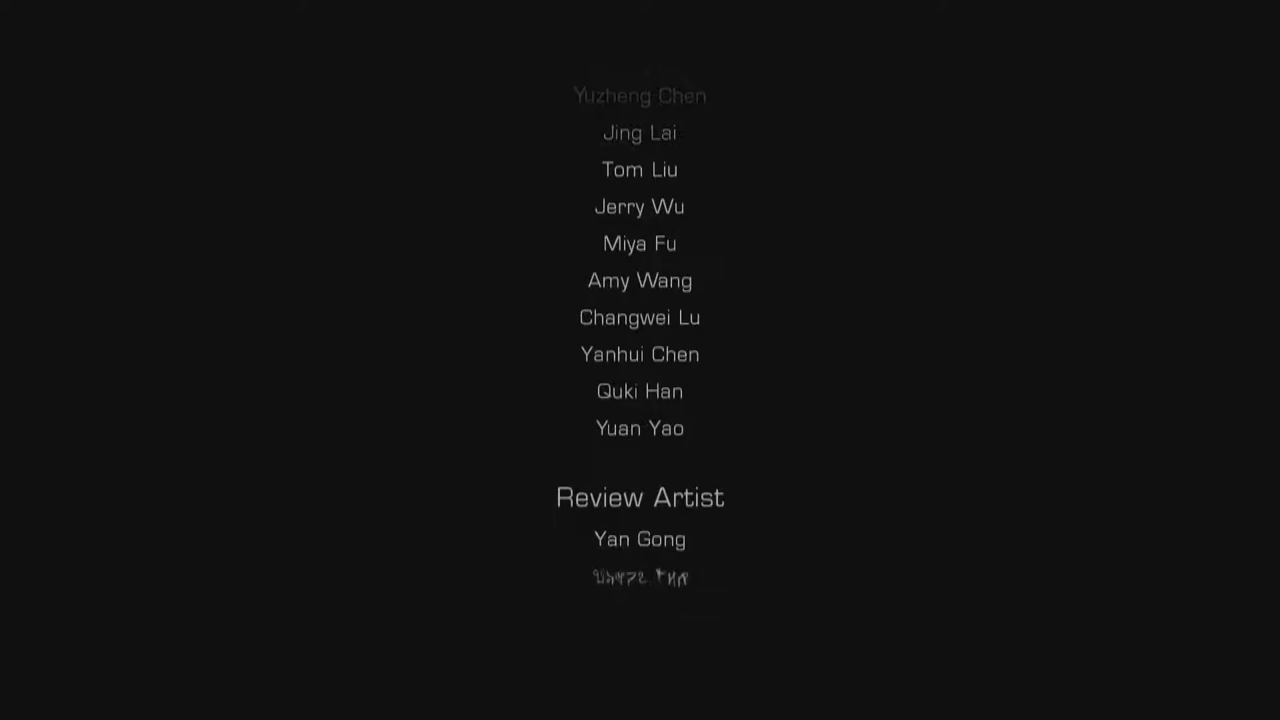 Yuzheng Chen
Jing Lai
Tom Liu
Jerry Wu
Miya Fu
Amy Wang
Changwei Lu
Yanhui Chen
Quki Han
Yuan Yao
Review Artist
Yan Gong